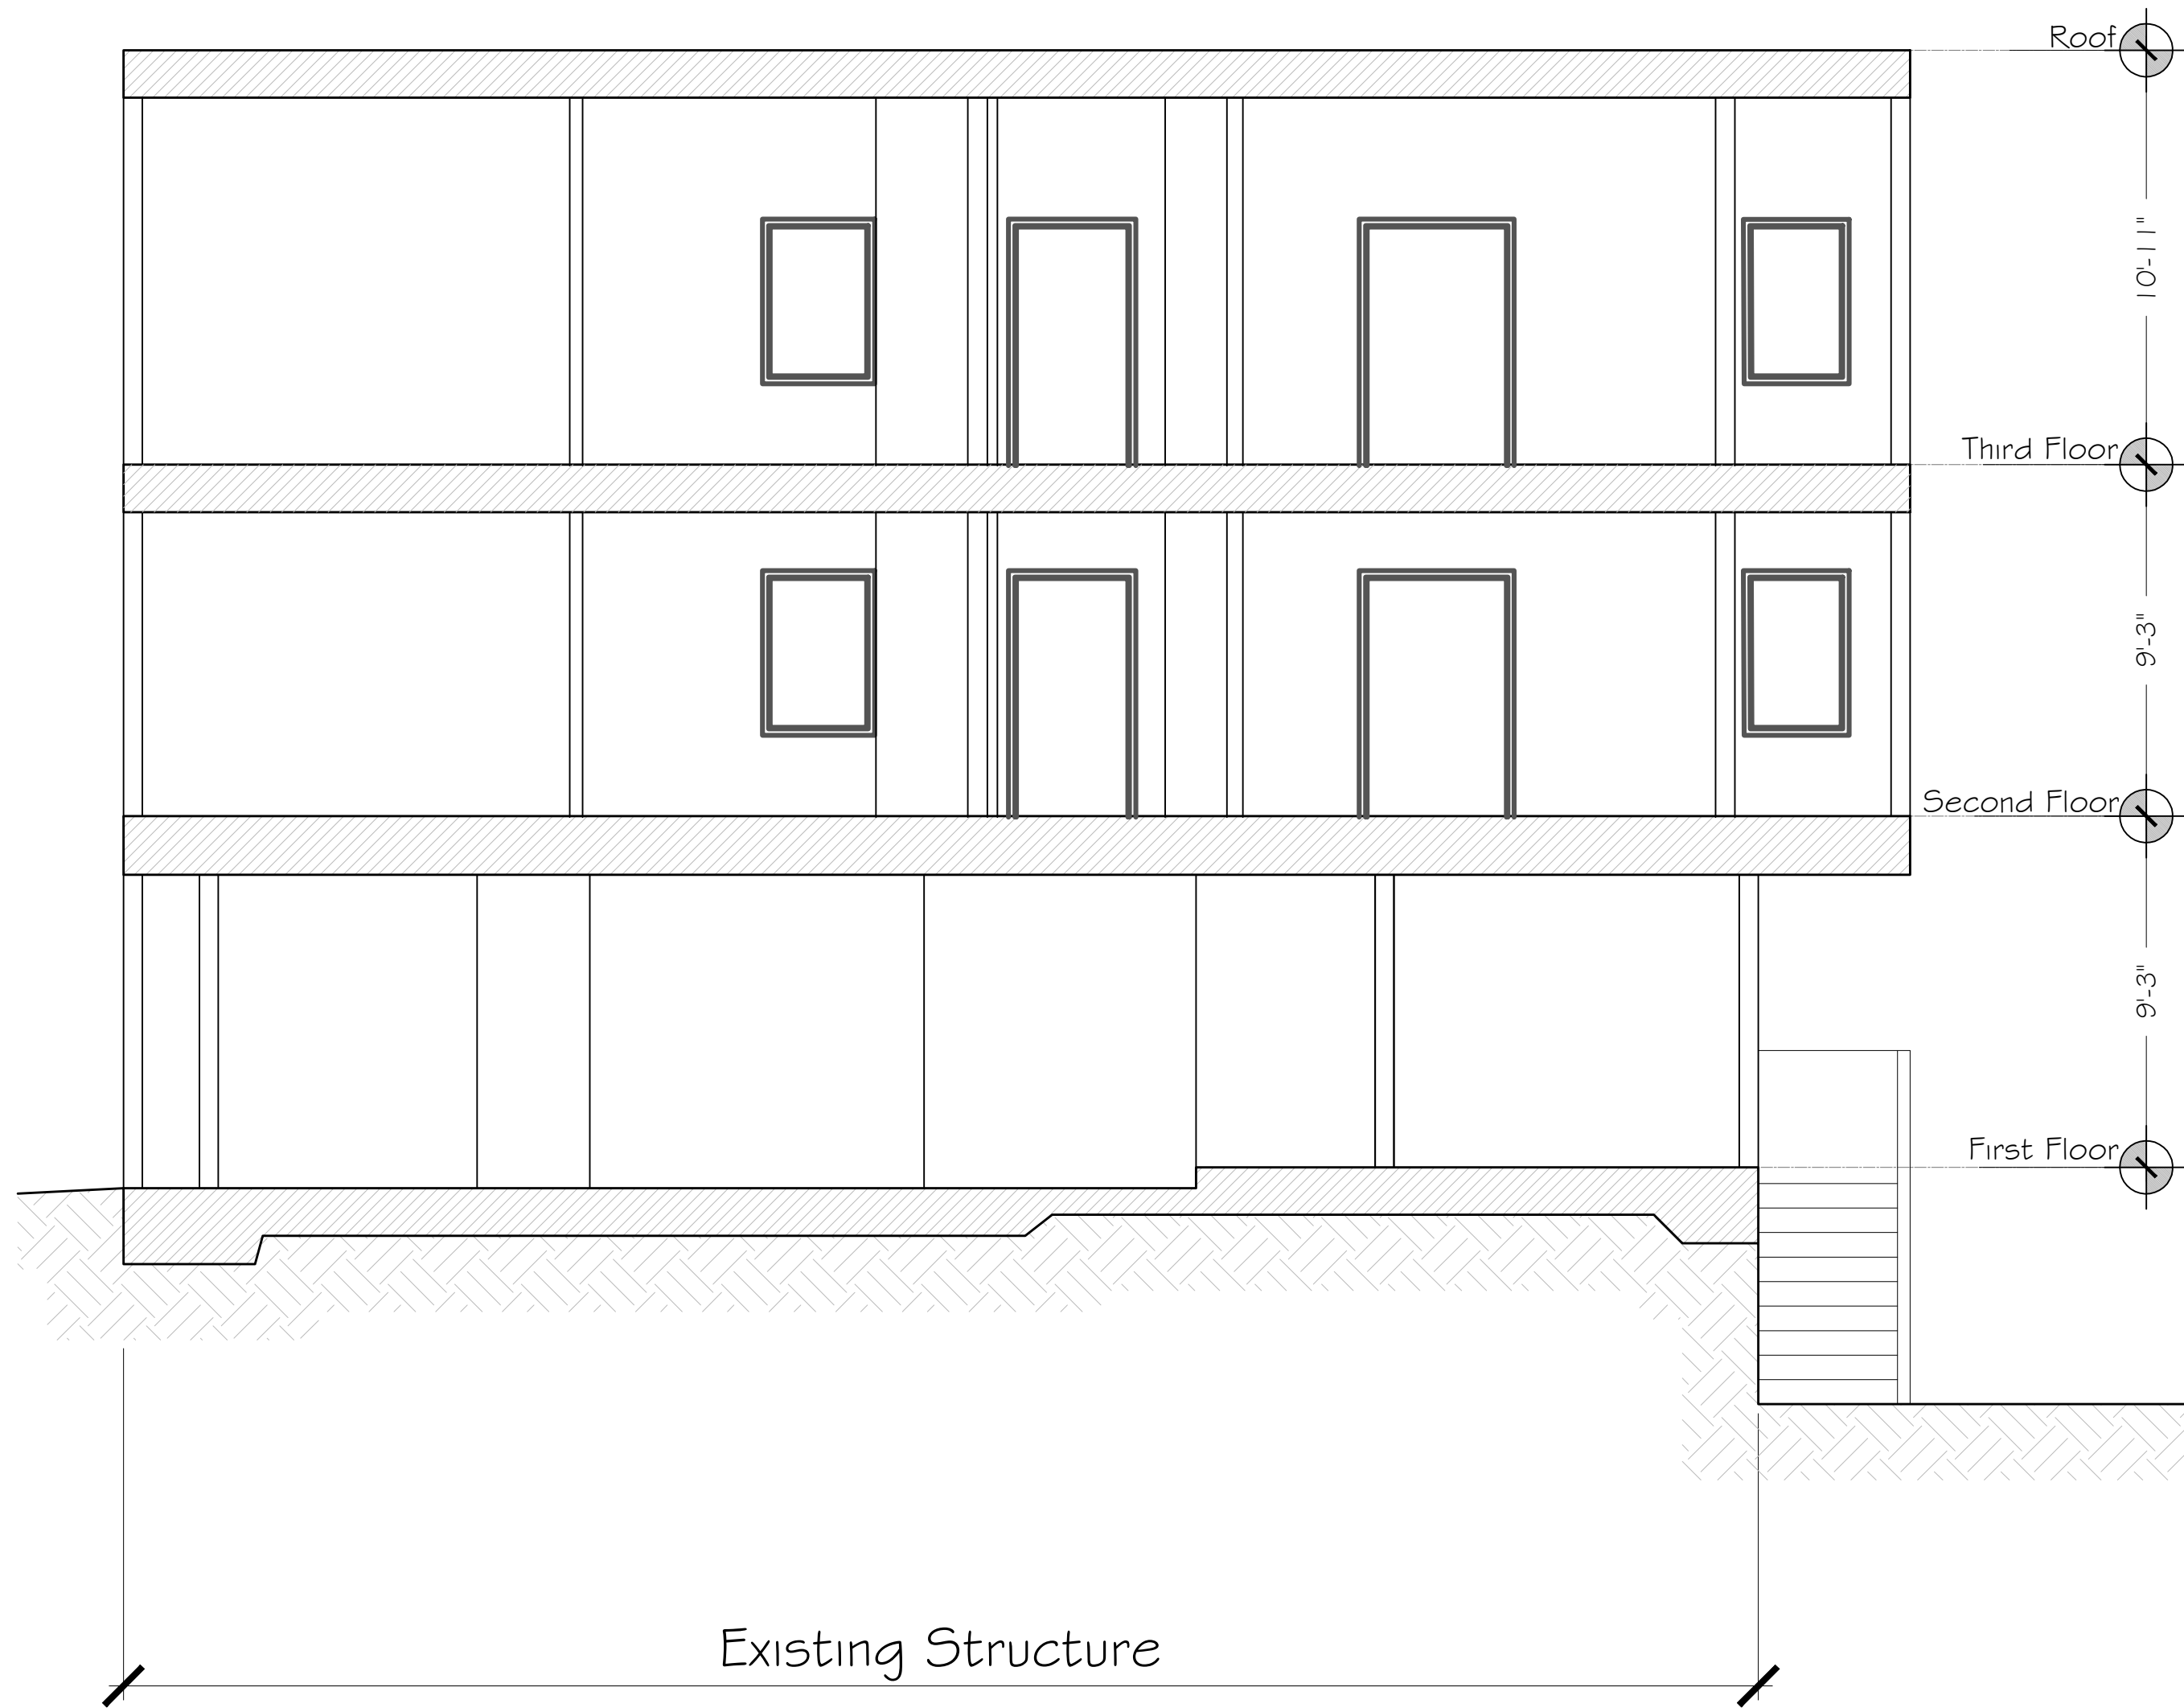 Roof
10'-11"
Third Floor
9'-3"
Second Floor
9'-3"
First Floor
Existing Structure